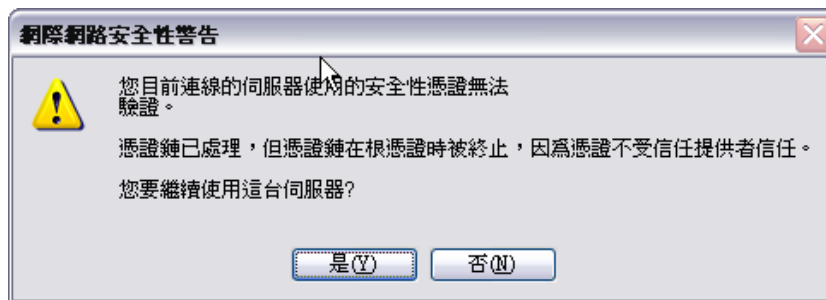 網際網路安全性警告
您目前連線的伺服器使用的安全性憑證無法
驗證。
憑證鏈已處理，但憑證鏈在根憑證時被終止，因爲憑證不受信任提供者信任。
您要繼續使用這台伺服器?
是(Y)
否(N)